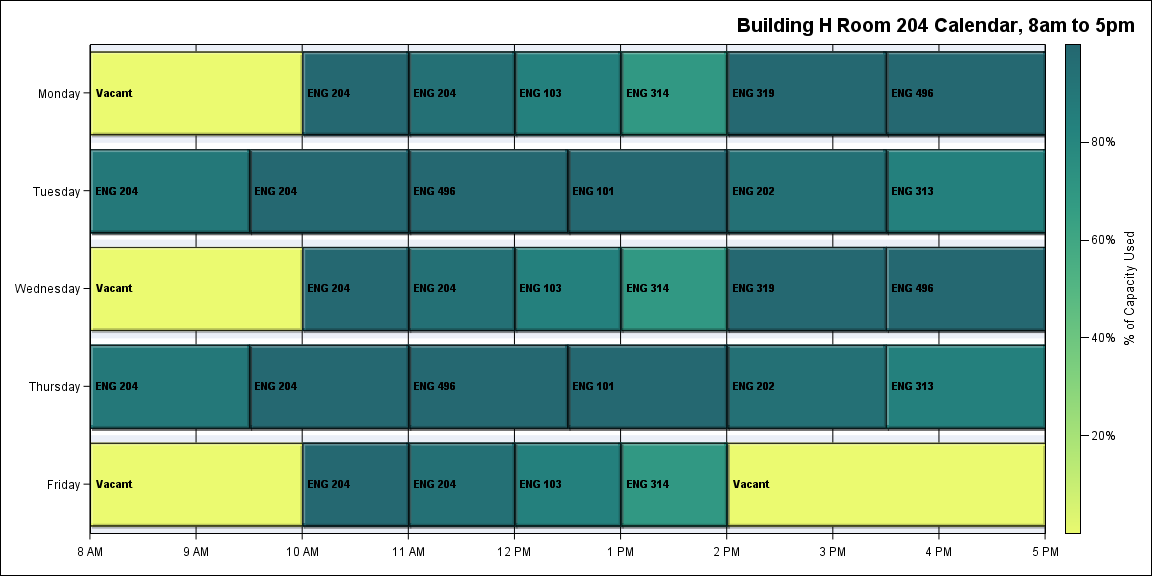 Building H Room 204 Calendar, 8am to 5pm
Monday
Vacant
ENG 204
ENG 204
ENG 103
ENG 314
ENG 319
ENG 496
Tuesday
ENG 204
ENG 204
ENG 496
ENG 101
ENG 202
ENG 313
Wednesday
Vacant
ENG 204
ENG 204
ENG 103
ENG 314
ENG 319
ENG 496
Thursday
ENG 204
ENG 204
ENG 496
ENG 101
ENG 202
ENG 313
Friday
Vacant
ENG 204
ENG 204
ENG 103
ENG 314
Vacant
8 AM
9 AM
10 AM
11 AM
12 PM
1 PM
2 PM
3 PM
4 PM
5 PM
80%
60%
40%
20%
% of Capacity Used